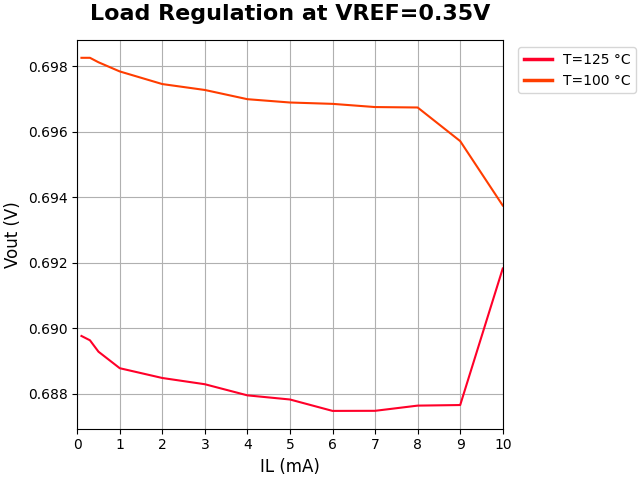 Load Regulation at VREF=0.35V
T=125 °C
T=100 °C
0.698
0.696
0.694
0.692
0.690
0.688
Vout (V)
0 1 2 3 4 5 6 7 8 9 10
IL (mA)